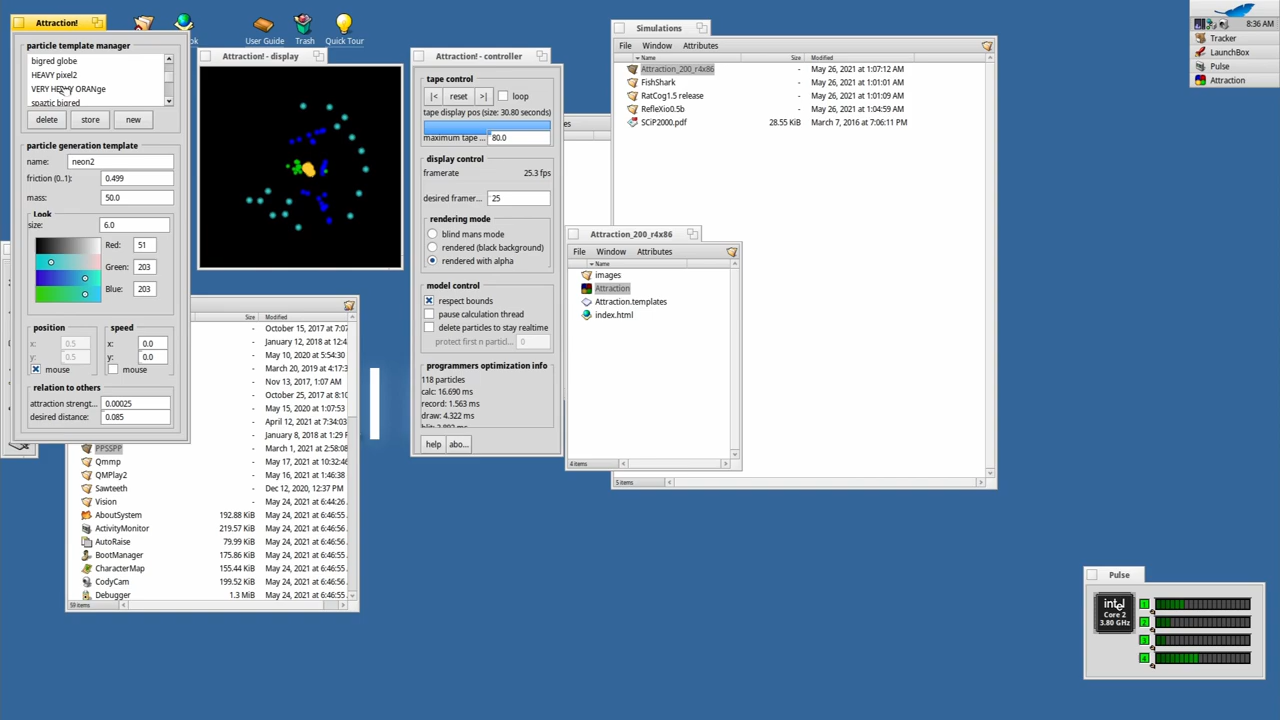 Attraction!
particle template manager
bigred globe
HEAVY pixel2
VERY HEAVY ORANge
spaztic bigred
delete
store
new
particle generation template
name:
neon2
friction (0..1):
0.499
mass:
50.0
Look
size:
6.0
Red:
51
Green:
203
Blue:
203
position
x:
0.5
y:
0.5
mouse
speed
x:
0.0
y:
0.0
mouse
relation to others
attraction strengt...
0.00025
desired distance:
0.085
User Guide
Trash
Quick Tour
Attraction! - display
Attraction! - controller
tape control
|<
reset
>|
loop
tape display pos (size: 30.80 seconds)
maximum tape ...
80.0
display control
framerate
25.3 fps
desired framer...
25
rendering mode
blind mans mode
rendered (black background)
rendered with alpha
model control
respect bounds
pause calculation thread
delete particles to stay realtime
protect first n particl...
0
programmers optimization info
118 particles
calc: 16.690 ms
record: 1.563 ms
draw: 4.322 ms
help
abo...
Simulations
File
Window
Attributes
Name
Size
Modified
Attraction_200_r4x86
-
May 26, 2021 at 1:07:12 AM
FishShark
-
May 26, 2021 at 1:01:01 AM
RatCog1.5 release
-
May 26, 2021 at 1:00:41 AM
RefleXio0.5b
-
May 26, 2021 at 1:04:59 AM
SCiP2000.pdf
28.55 KiB
March 7, 2016 at 7:06:11 PM
5 items
Attraction_200_r4x86
File
Window
Attributes
Name
images
Attraction
Attraction.templates
index.html
4 items
Size
Modified
-
October 15, 2017 at 7:07
-
January 12, 2018 at 12:4
-
May 10, 2020 at 5:54:30
-
March 20, 2019 at 4:17:3
-
Nov 13, 2017, 1:07 AM
-
October 25, 2017 at 8:10
-
May 15, 2020 at 1:07:53
-
April 12, 2021 at 7:34:03
-
January 8, 2018 at 1:29 F
PPSSPP
-
March 1, 2021 at 2:58:08
Qmmp
-
May 17, 2021 at 10:32:46
QMPlay2
-
May 16, 2021 at 1:46:38
Sawteeth
-
Dec 12, 2020, 12:37 PM
Vision
-
May 24, 2021 at 6:44:26
AboutSystem
192.88 KiB
May 24, 2021 at 6:46:55
ActivityMonitor
219.57 KiB
May 24, 2021 at 6:46:56
AutoRaise
79.99 KiB
May 24, 2021 at 6:46:55
BootManager
175.86 KiB
May 24, 2021 at 6:46:55
CharacterMap
155.44 KiB
May 24, 2021 at 6:46:55
CodyCam
199.52 KiB
May 24, 2021 at 6:46:55
Debugger
1.3 MiB
May 24, 2021 at 6:46:55
59 items
8:36 AM
Tracker
LaunchBox
Pulse
Attraction!
Pulse
intel
Core 2
3.80 GHz
1
2
3
4